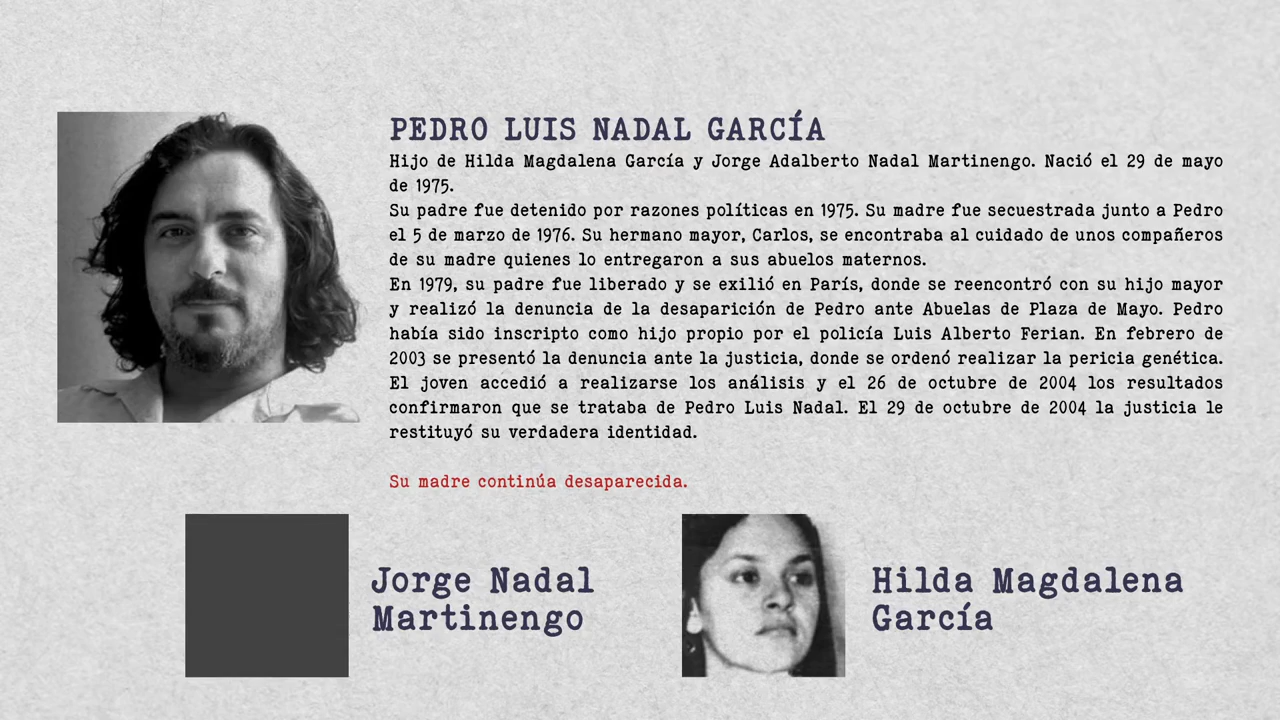 PEDRO LUIS NADAL GARCÍA
Hijo de Hilda Magdalena García y Jorge Adalberto Nadal Martinengo. Nació el 29 de mayo
de 1975.
Su padre fue detenido por razones políticas en 1975. Su madre fue secuestrada junto a Pedro
el 5 de marzo de 1976. Su hermano mayor, Carlos, se encontraba al cuidado de unos compañeros
de su madre quienes lo entregaron a sus abuelos maternos.
En 1979, su padre fue liberado y se exilió en París, donde se reencontró con su hijo mayor
y realizó la denuncia de la desaparición de Pedro ante Abuelas de Plaza de Mayo. Pedro
había sido inscripto como hijo propio por el policía Luis Alberto Ferian. En febrero de
2003 se presentó la denuncia ante la justicia, donde se ordenó realizar la pericia genética.
El joven accedió a realizarse los análisis y el 26 de octubre de 2004 los resultados
confirmaron que se trataba de Pedro Luis Nadal. El 29 de octubre de 2004 la justicia le
restituyó su verdadera identidad.
Su madre continúa desaparecida.
Jorge Nadal
Martinengo
Hilda Magdalena
García